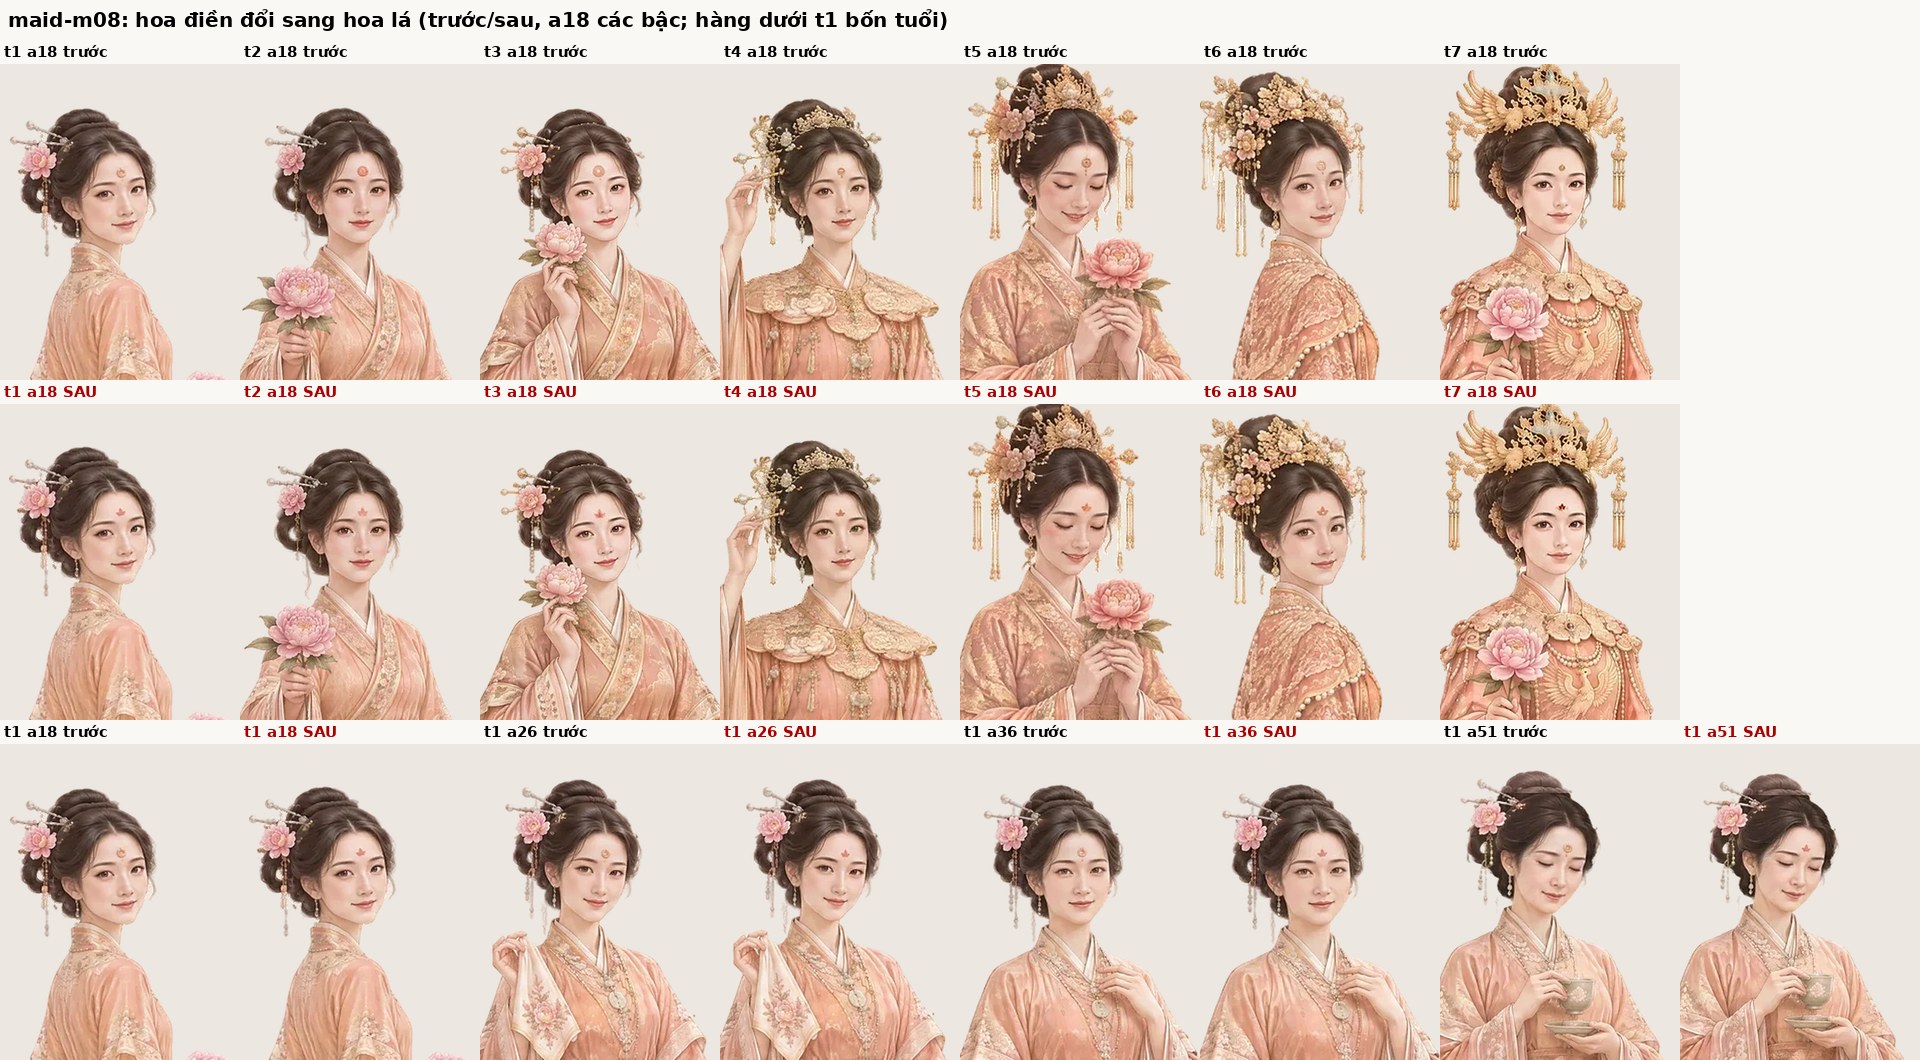 maid-m08: hoa điền đổi sang hoa lá (trước/sau, a18 các bậc; hàng dưới t1 bốn tuổi)
t1 a18 trước t2 a18 trước t3 a18 trước t4 a18 trước t5 a18 trước t6 a18 trước t7 a18 trước
t1 a18 SAU t2 a18 SAU t3 a18 SAU t4 a18 SAU t5 a18 SAU t6 a18 SAU t7 a18 SAU
t1 a18 trước t1 a18 SAU t1 a26 trước t1 a26 SAU t1 a36 trước t1 a36 SAU t1 a51 trước t1 a51 SAU